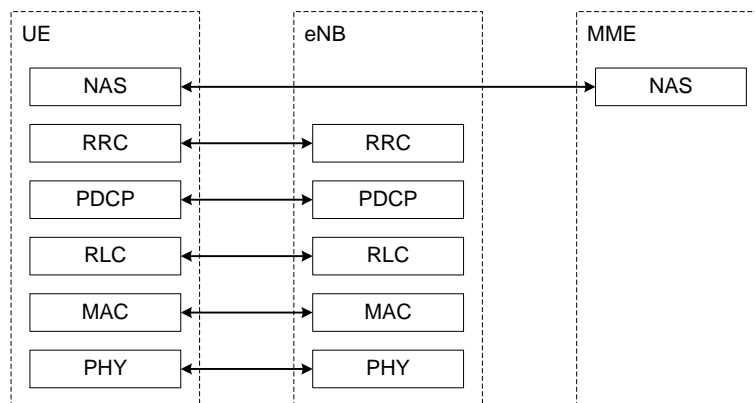 UE eNB MME
NAS NAS
RRC RRC
PDCP PDCP
RLC RLC
MAC MAC
PHY PHY